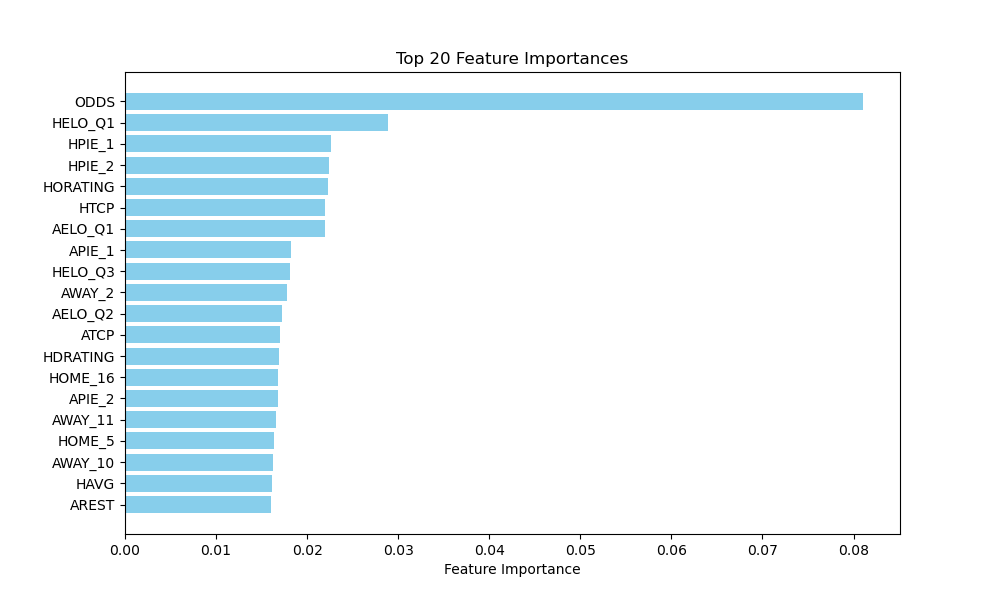 Top 20 Feature Importances
ODDS
HELO_Q1
HPIE_1
HPIE_2
HORATING
HTCP
AELO_Q1
APIE_1
HELO_Q3
AWAY_2
AELO_Q2
ATCP
HDRATING
HOME_16
APIE_2
AWAY_11
HOME_5
AWAY_10
HAVG
AREST
0.00 0.01 0.02 0.03 0.04 0.05 0.06 0.07 0.08
Feature Importance